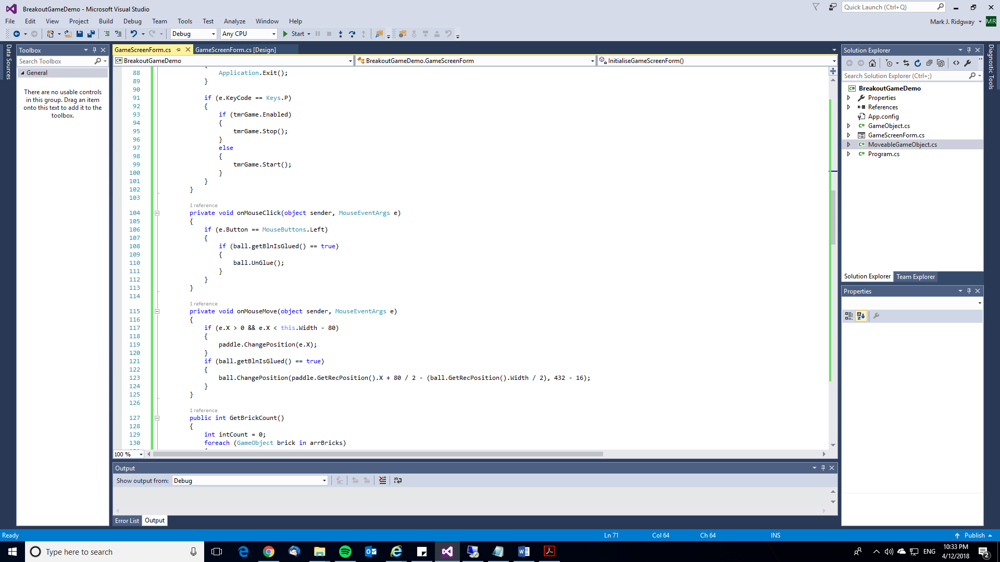 BreakoutGameDemo - Microsoft Visual Studio
Quick Launch (Ctrl+Q)
File Edit View Project Build Debug Team Tools Test Analyze Window Help
Mark J. Ridgway MR
Debug Any CPU Start
Data Sources
Toolbox
Search Toolbox
General
There are no usable controls
in this group. Drag an item
onto this text to add it to the
toolbox.
GameScreenForm.cs GameScreenForm.cs [Design]
C# BreakoutGameDemo BreakoutGameDemo.GameScreenForm InitialiseGameScreenForm()
{
88 Application.Exit();
89 }
90
91 if (e.KeyCode == Keys.P)
92 {
93 if (tmrGame.Enabled)
94 {
95 tmrGame.Stop();
96 }
97 else
98 {
99 tmrGame.Start();
100 }
101 }
102 }
103
1 reference
104 private void onMouseClick(object sender, MouseEventArgs e)
105 {
106 if (e.Button == MouseButtons.Left)
107 {
108 if (ball.getBlnIsGlued() == true)
109 {
110 ball.UnGlue();
111 }
112 }
113 }
114
1 reference
115 private void onMouseMove(object sender, MouseEventArgs e)
116 {
117 if (e.X > 0 && e.X < this.Width - 80)
118 {
119 paddle.ChangePosition(e.X);
120 }
121 if (ball.getBlnIsGlued() == true)
122 {
123 ball.ChangePosition(paddle.GetRecPosition().X + 80 / 2 - (ball.GetRecPosition().Width / 2), 432 - 16);
124 }
125 }
126
1 reference
127 public int GetBrickCount()
128 {
129 int intCount = 0;
130 foreach (GameObject brick in arrBricks)
100 %
Output
Show output from: Debug
Error List Output
Solution Explorer
Search Solution Explorer (Ctrl+;)
C# BreakoutGameDemo
Properties
References
App.config
C# GameObject.cs
GameScreenForm.cs
C# MoveableGameObject.cs
C# Program.cs
Solution Explorer Team Explorer
Properties
Diagnostic Tools
Ready Ln 71 Col 64 Ch 64 INS Publish
Type here to search
ENG 10:33 PM
4/12/2018
2